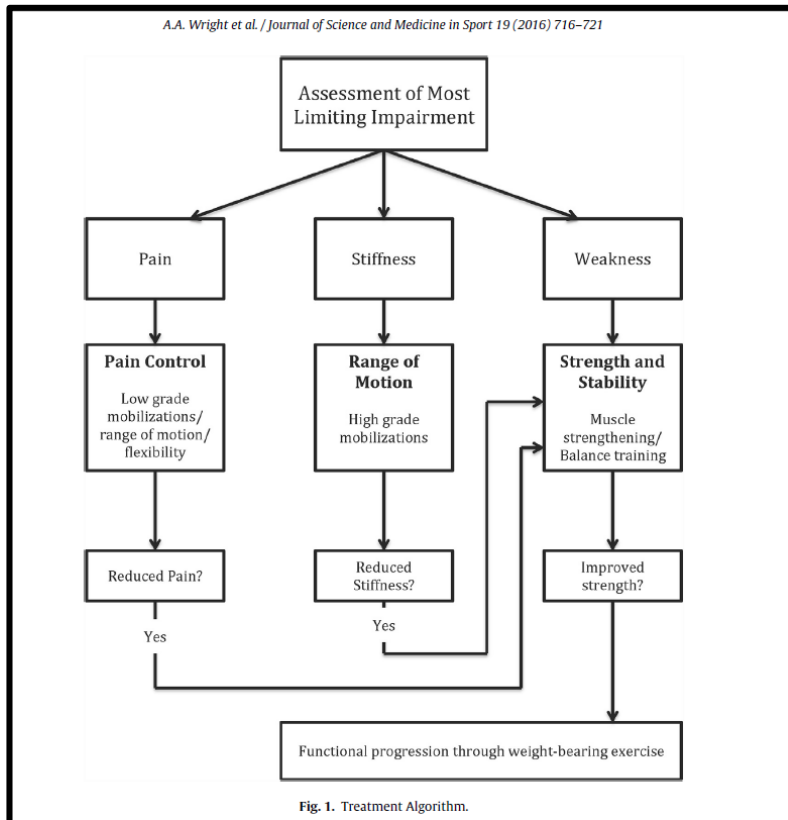 A.A. Wright et al. / Journal of Science and Medicine in Sport 19 (2016) 716–721
Assessment of Most
Limiting Impairment
Pain
Stiffness
Weakness
Pain Control
Low grade
mobilizations/
range of motion/
flexibility
Range of
Motion
High grade
mobilizations
Strength and
Stability
Muscle
strengthening/
Balance training
Reduced Pain?
Reduced
Stiffness?
Improved
strength?
Yes
Yes
Functional progression through weight-bearing exercise
Fig. 1. Treatment Algorithm.